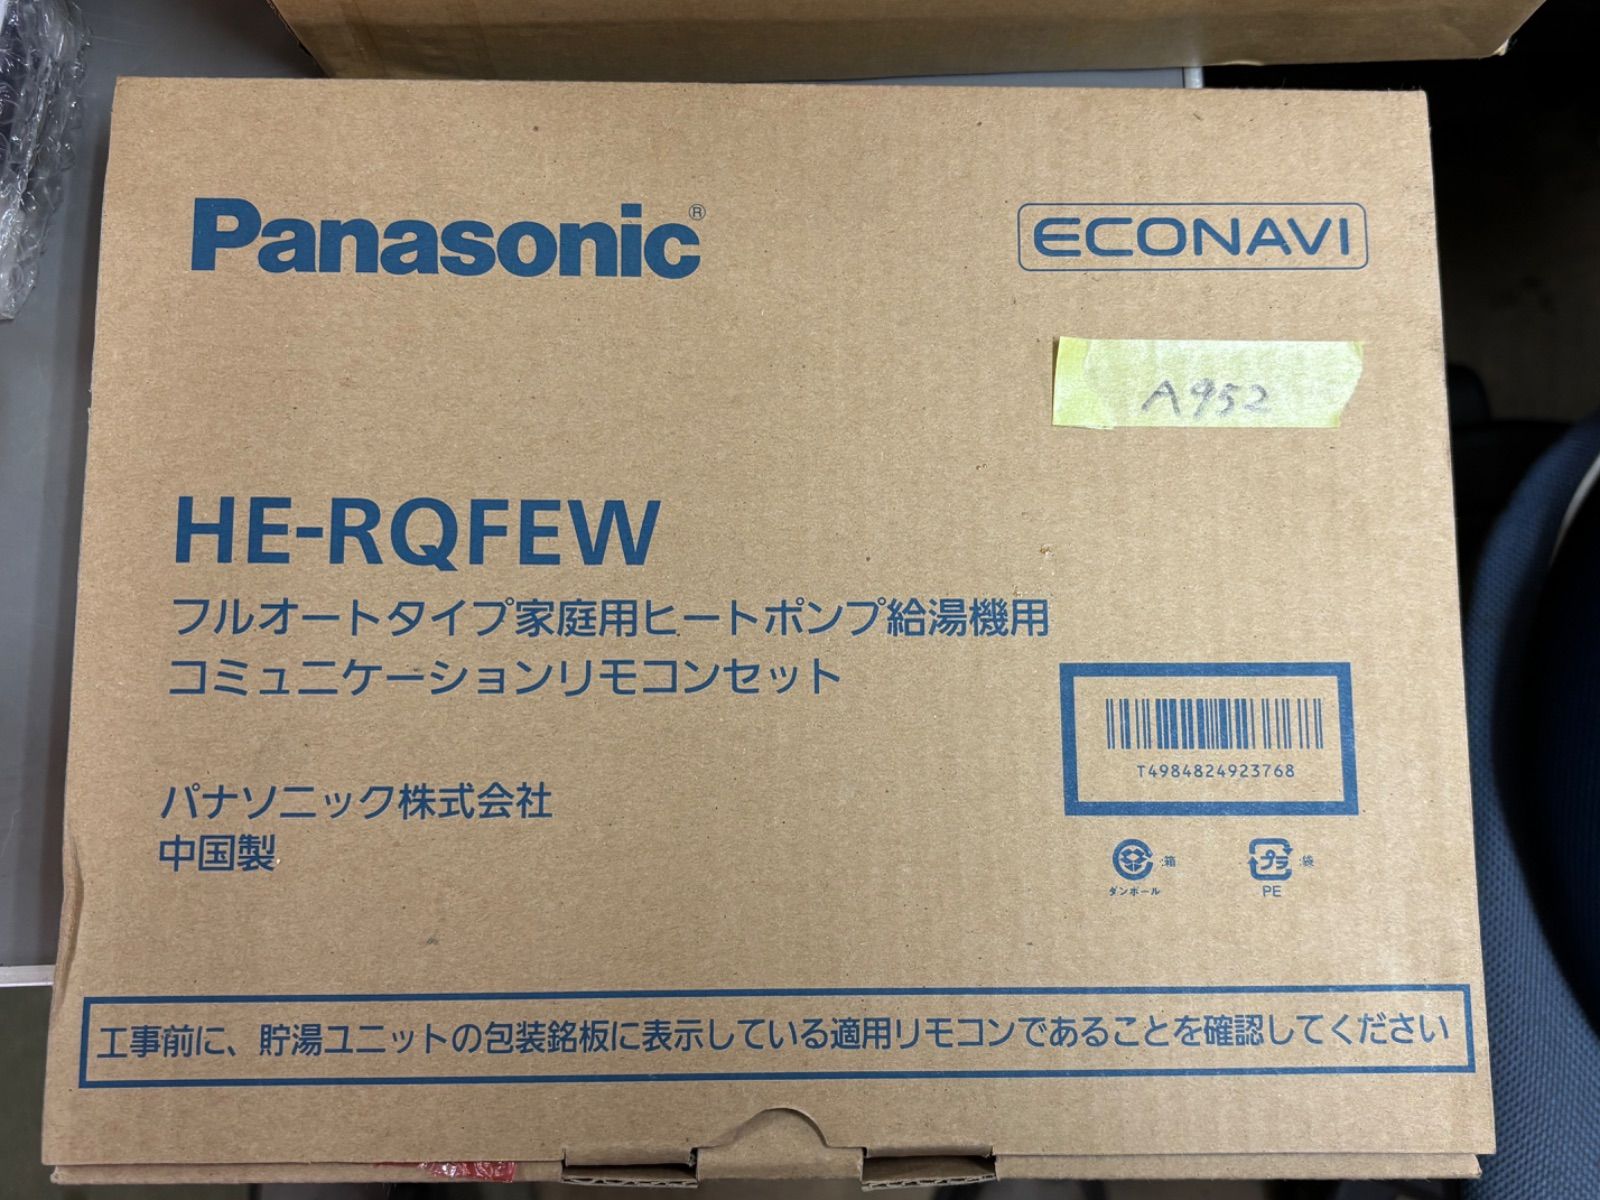 Panasonic®
ECONAVI
A952
HE-RQFEW
フルオートタイプ家庭用ヒートポンプ給湯機用
コミュニケーションリモコンセット
T4984824923768
パナソニック株式会社
中国製
:箱
ダンボール
プラ
:袋
PE
工事前に、貯湯ユニットの包装銘板に表示している適用リモコンであることを確認してください